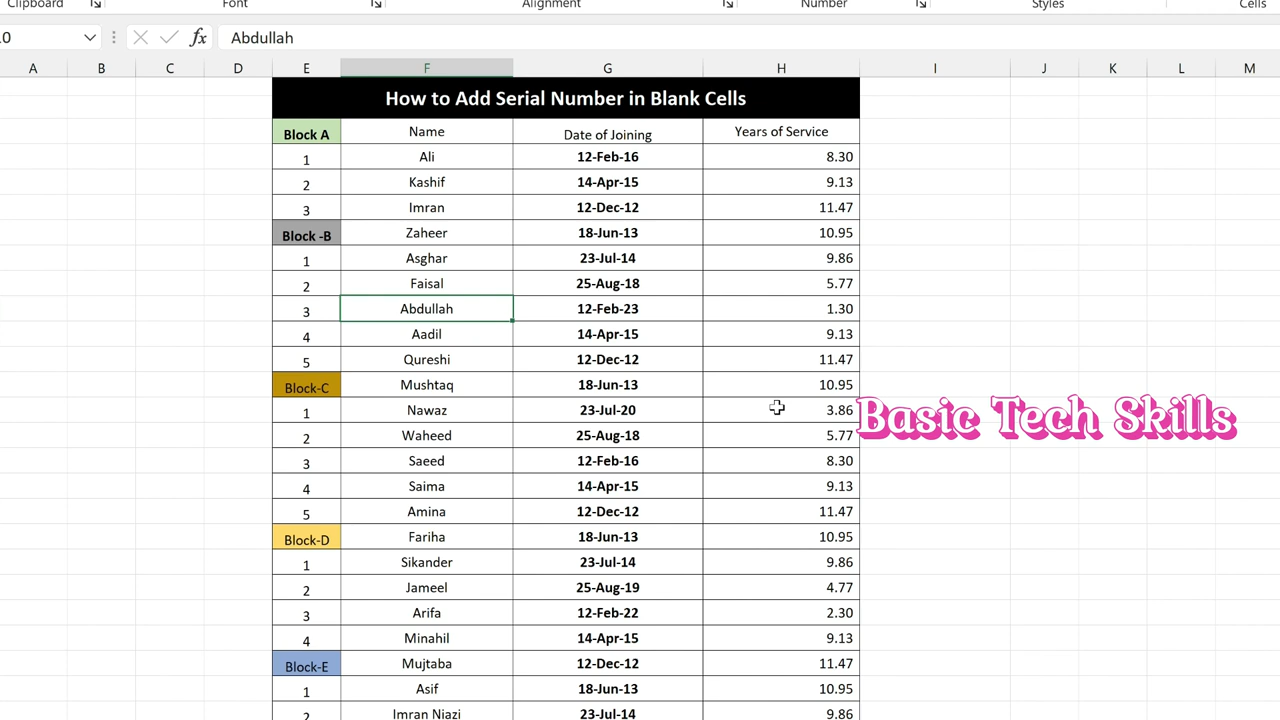 Clipboard Font Alignment Number Styles Cells
0 fx Abdullah
A B C D E F G H I J K L M
How to Add Serial Number in Blank Cells
Block A Name Date of Joining Years of Service
1 Ali 12-Feb-16 8.30
2 Kashif 14-Apr-15 9.13
3 Imran 12-Dec-12 11.47
Block -B Zaheer 18-Jun-13 10.95
1 Asghar 23-Jul-14 9.86
2 Faisal 25-Aug-18 5.77
3 Abdullah 12-Feb-23 1.30
4 Aadil 14-Apr-15 9.13
5 Qureshi 12-Dec-12 11.47
Block-C Mushtaq 18-Jun-13 10.95
1 Nawaz 23-Jul-20 3.86
Basic Tech Skills
2 Waheed 25-Aug-18 5.77
3 Saeed 12-Feb-16 8.30
4 Saima 14-Apr-15 9.13
5 Amina 12-Dec-12 11.47
Block-D Fariha 18-Jun-13 10.95
1 Sikander 23-Jul-14 9.86
2 Jameel 25-Aug-19 4.77
3 Arifa 12-Feb-22 2.30
4 Minahil 14-Apr-15 9.13
Block-E Mujtaba 12-Dec-12 11.47
1 Asif 18-Jun-13 10.95
2 Imran Niazi 23-Jul-14 9.86